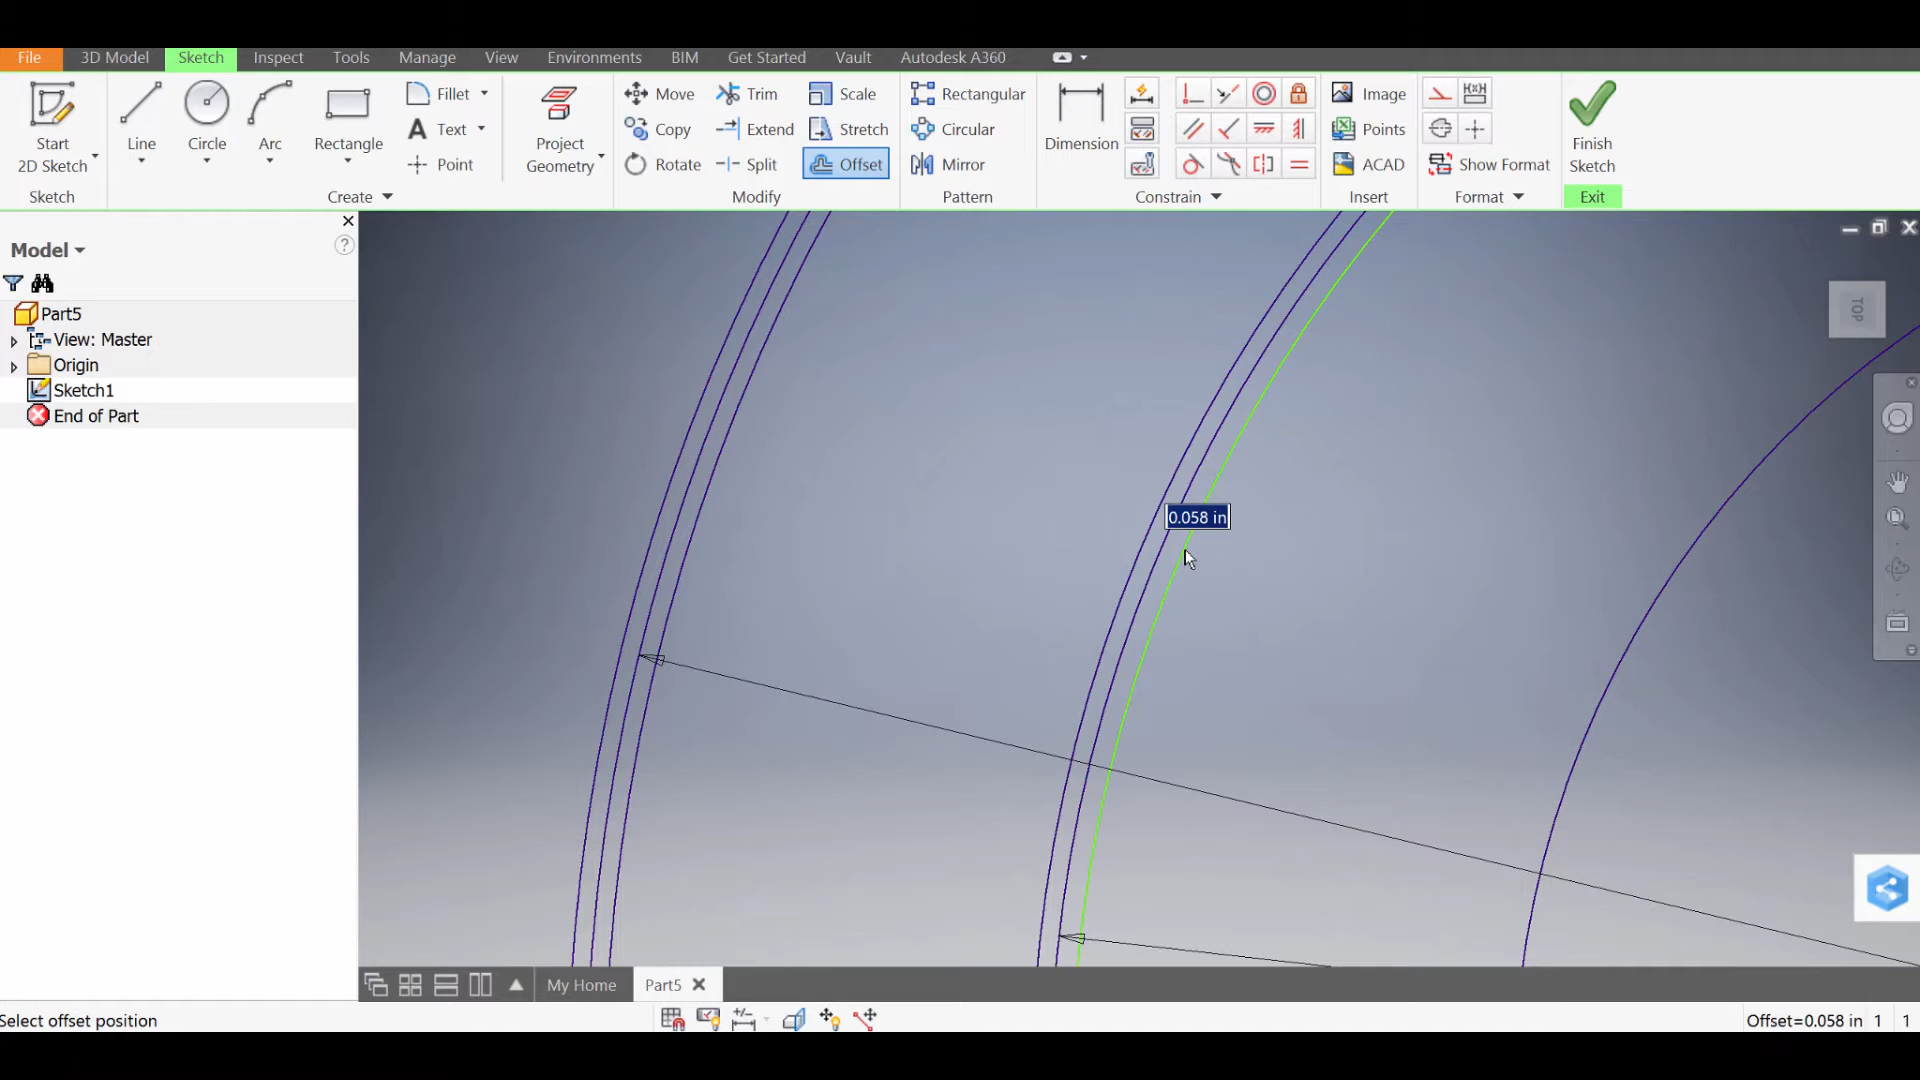 File 3D Model Sketch Inspect Tools Manage View Environments BIM Get Started Vault Autodesk A360
Start
2D Sketch
Line
Circle
Arc
Rectangle
Fillet
Text
Point
Project
Geometry
Move
Copy
Rotate
Trim
Extend
Split
Scale
Stretch
Offset
Rectangular
Circular
Mirror
Dimension
Image
Points
ACAD
Show Format
Finish
Sketch
Sketch Create Modify Pattern Constrain Insert Format Exit
Model
?
Part5
View: Master
Origin
Sketch1
End of Part
TOP
0.058 in
My Home Part5
Select offset position
Offset=0.058 in 1 1